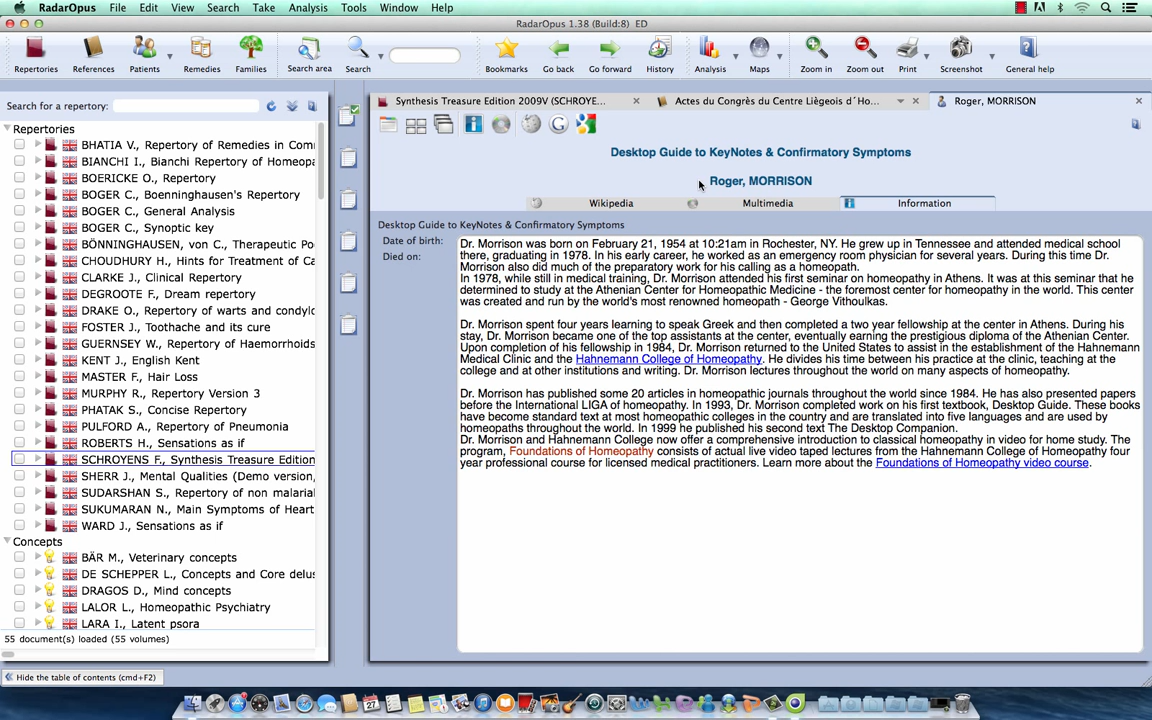 RadarOpus File Edit View Search Take Analysis Tools Window Help
RadarOpus 1.38 (Build:8) ED
Repertories References Patients Remedies Families Search area Search Bookmarks Go back Go forward History Analysis Maps Zoom in Zoom out Print Screenshot General help
Search for a repertory:
Synthesis Treasure Edition 2009V (SCHROYE...
Actes du Congrès du Centre Liègeois d´Ho...
Roger, MORRISON
Repertories
BHATIA V., Repertory of Remedies in Com
BIANCHI I., Bianchi Repertory of Homeopa
BOERICKE O., Repertory
BOGER C., Boenninghausen's Repertory
BOGER C., General Analysis
BOGER C., Synoptic key
BÖNNINGHAUSEN, von C., Therapeutic Po
CHOUDHURY H., Hints for Treatment of Ca
CLARKE J., Clinical Repertory
DEGROOTE F., Dream repertory
DRAKE O., Repertory of warts and condylo
FOSTER J., Toothache and its cure
GUERNSEY W., Repertory of Haemorrhoids
KENT J., English Kent
MASTER F., Hair Loss
MURPHY R., Repertory Version 3
PHATAK S., Concise Repertory
PULFORD A., Repertory of Pneumonia
ROBERTS H., Sensations as if
SCHROYENS F., Synthesis Treasure Edition
SHERR J., Mental Qualities (Demo version,
SUDARSHAN S., Repertory of non malaria
SUKUMARAN N., Main Symptoms of Heart
WARD J., Sensations as if
Concepts
BÄR M., Veterinary concepts
DE SCHEPPER L., Concepts and Core delus
DRAGOS D., Mind concepts
LALOR L., Homeopathic Psychiatry
LARA I., Latent psora
55 document(s) loaded (55 volumes)
Hide the table of contents (cmd+F2)
Desktop Guide to KeyNotes & Confirmatory Symptoms
Roger, MORRISON
Wikipedia Multimedia Information
Desktop Guide to KeyNotes & Confirmatory Symptoms
Date of birth:
Died on:
Dr. Morrison was born on February 21, 1954 at 10:21am in Rochester, NY. He grew up in Tennessee and attended medical school
there, graduating in 1978. In his early career, he worked as an emergency room physician for several years. During this time Dr.
Morrison also did much of the preparatory work for his calling as a homeopath.
In 1978, while still in medical training, Dr. Morrison attended his first seminar on homeopathy in Athens. It was at this seminar that he
determined to study at the Athenian Center for Homeopathic Medicine - the foremost center for homeopathy in the world. This center
was created and run by the world's most renowned homeopath - George Vithoulkas.
Dr. Morrison spent four years learning to speak Greek and then completed a two year fellowship at the center in Athens. During his
stay, Dr. Morrison became one of the top assistants at the center, eventually earning the prestigious diploma of the Athenian Center.
Upon completion of his fellowship in 1984, Dr. Morrison returned to the United States to assist in the establishment of the Hahnemann
Medical Clinic and the Hahnemann College of Homeopathy. He divides his time between his practice at the clinic, teaching at the
college and at other institutions and writing. Dr. Morrison lectures throughout the world on many aspects of homeopathy.
Dr. Morrison has published some 20 articles in homeopathic journals throughout the world since 1984. He has also presented papers
before the International LIGA of homeopathy. In 1993, Dr. Morrison completed work on his first textbook, Desktop Guide. These books
have become standard text at most homeopathic colleges in the country and are translated into five languages and are used by
homeopaths throughout the world. In 1999 he published his second text The Desktop Companion.
Dr. Morrison and Hahnemann College now offer a comprehensive introduction to classical homeopathy in video for home study. The
program, Foundations of Homeopathy consists of actual live video taped lectures from the Hahnemann College of Homeopathy four
year professional course for licensed medical practitioners. Learn more about the Foundations of Homeopathy video course.